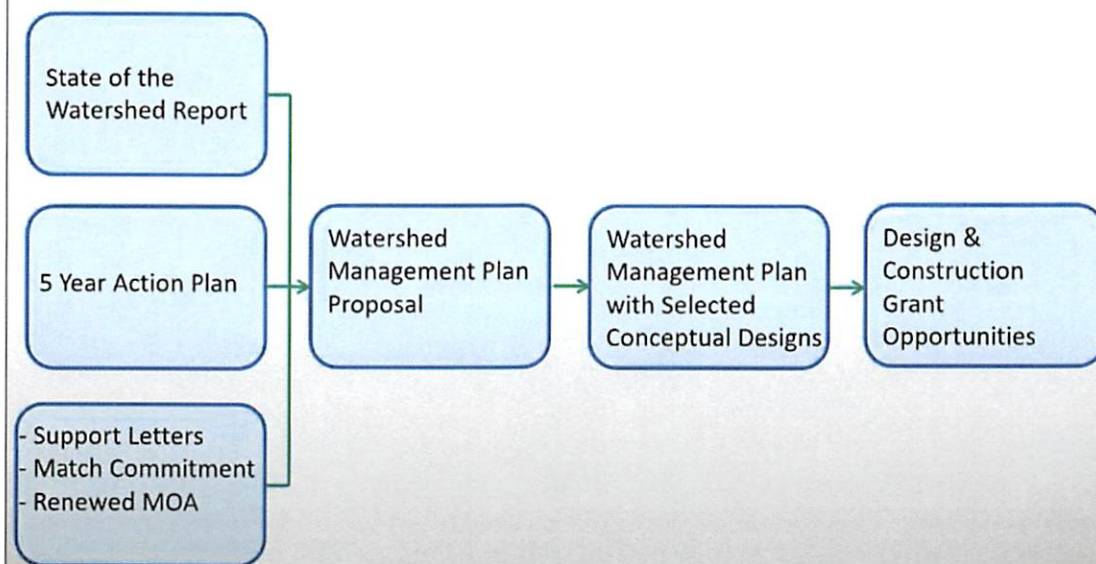 State of the
Watershed Report
5 Year Action Plan
- Support Letters
- Match Commitment
- Renewed MOA
Watershed
Management Plan
Proposal
Watershed
Management Plan
with Selected
Conceptual Designs
Design &
Construction
Grant
Opportunities